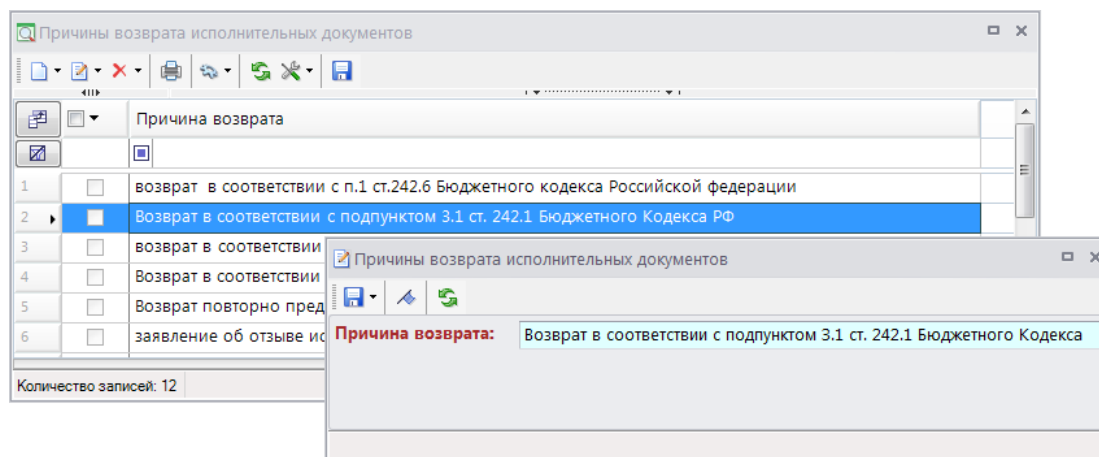 Причины возврата исполнительных документов
Причина возврата
1 возврат в соответствии с п.1 ст.242.6 Бюджетного кодекса Российской федерации
2 Возврат в соответствии с подпунктом 3.1 ст. 242.1 Бюджетного Кодекса РФ
3 возврат в соответствии
4 Возврат в соответствии
5 Возврат повторно пред
6 заявление об отзыве ис
Количество записей: 12
Причины возврата исполнительных документов
Причина возврата: Возврат в соответствии с подпунктом 3.1 ст. 242.1 Бюджетного Кодекса